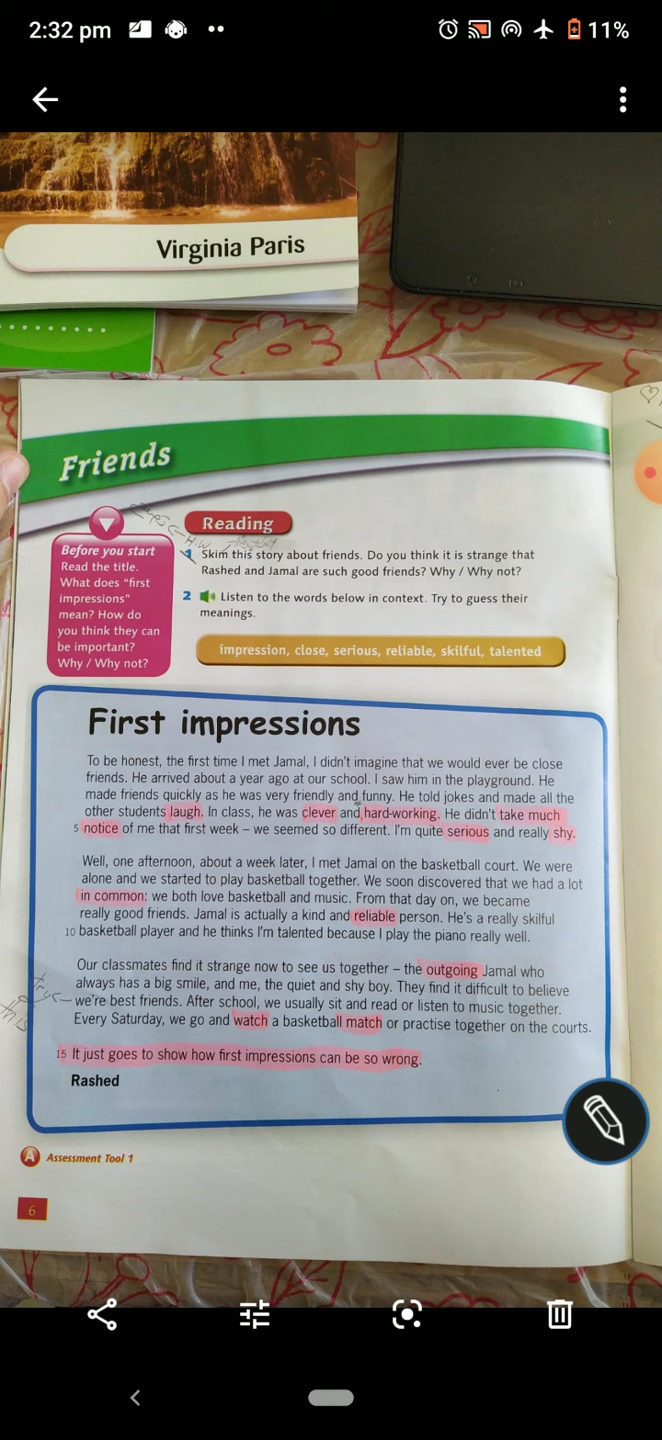 2:32 pm
11%
Virginia Paris
Friends
Before you start
Read the title.
What does "first
impressions"
mean? How do
you think they can
be important?
Why / Why not?
Reading
1 Skim this story about friends. Do you think it is strange that
Rashed and Jamal are such good friends? Why / Why not?
2 Listen to the words below in context. Try to guess their
meanings.
impression, close, serious, reliable, skilful, talented
First impressions
To be honest, the first time I met Jamal, I didn't imagine that we would ever be close
friends. He arrived about a year ago at our school. I saw him in the playground. He
made friends quickly as he was very friendly and funny. He told jokes and made all the
other students laugh. In class, he was clever and hard-working. He didn't take much
5 notice of me that first week – we seemed so different. I'm quite serious and really shy.
Well, one afternoon, about a week later, I met Jamal on the basketball court. We were
alone and we started to play basketball together. We soon discovered that we had a lot
in common: we both love basketball and music. From that day on, we became
really good friends. Jamal is actually a kind and reliable person. He's a really skilful
10 basketball player and he thinks I'm talented because I play the piano really well.
Our classmates find it strange now to see us together – the outgoing Jamal who
always has a big smile, and me, the quiet and shy boy. They find it difficult to believe
we're best friends. After school, we usually sit and read or listen to music together.
Every Saturday, we go and watch a basketball match or practise together on the courts.
15 It just goes to show how first impressions can be so wrong.
Rashed
A Assessment Tool 1
6